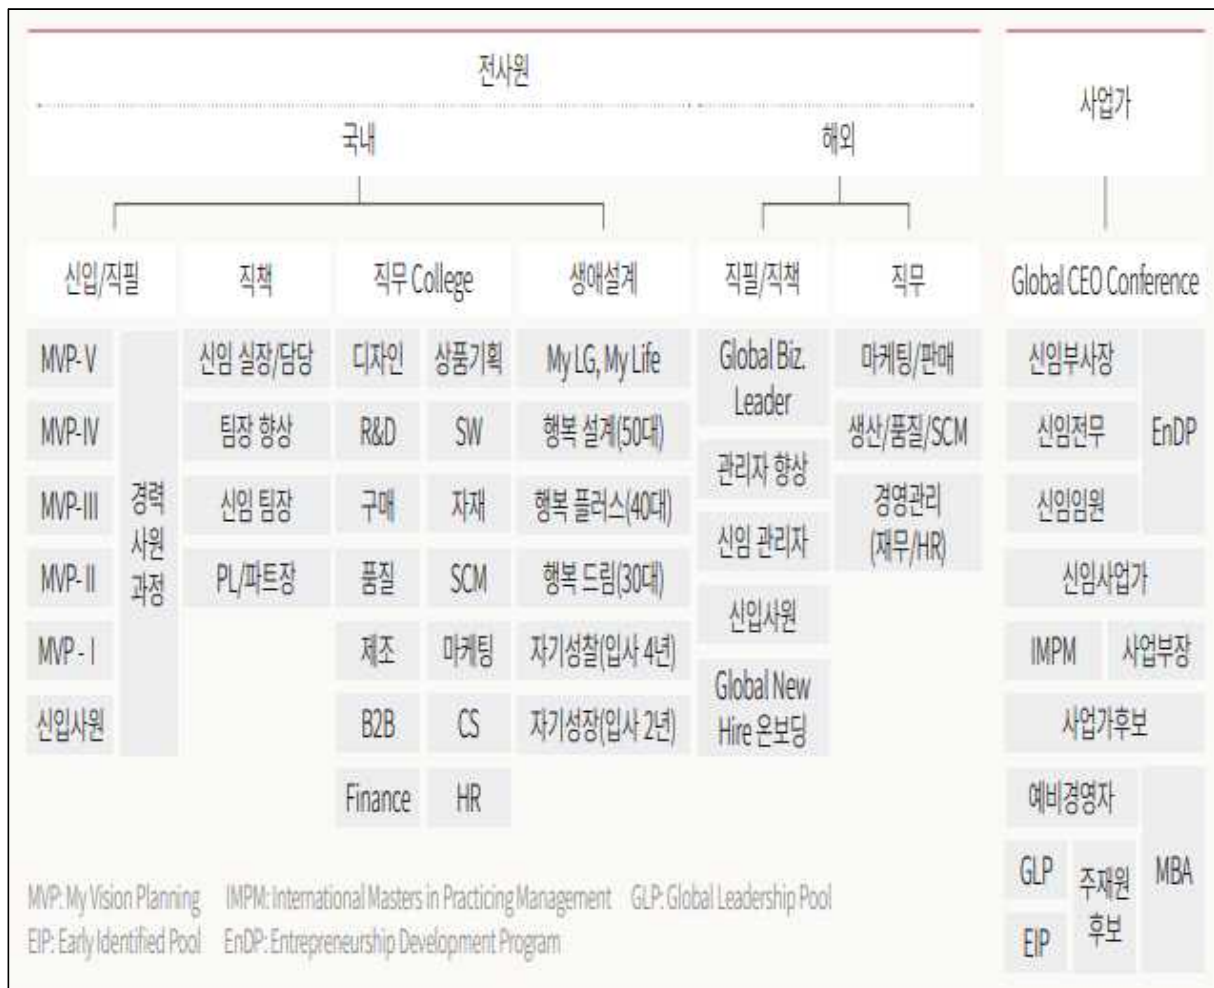 전사원
사업가
국내
해외
신입/직필
직책
직무 College
생애설계
직필/직책
직무
Global CEO Conference
MVP- V
신임 실장/담당
디자인
상품기획
My LG, My Life
Global Biz.
Leader
마케팅/판매
신임부사장
MVP-IV
팀장 향상
R&D
SW
행복 설계(50대)
생산/품질/SCM
신임전무
EnDP
관리자 향상
MVP-III
경력
사원
과정
신임 팀장
구매
자재
행복 플러스(40대)
경영관리
(재무/HR)
신임임원
신임 관리자
MVP- II
PL/파트장
품질
SCM
행복 드림(30대)
신임사업가
신입사원
MVP - I
제조
마케팅
자기성찰(입사 4년)
IMPM
사업부장
Global New
Hire 온보딩
신입사원
B2B
CS
자기성장(입사 2년)
사업가후보
Finance
HR
예비경영자
GLP
주재원
후보
MBA
EIP
MVP: My Vision Planning IMPM: International Masters in Practicing Management GLP: Global Leadership Pool
EIP: Early Identified Pool EnDP: Entrepreneurship Development Program